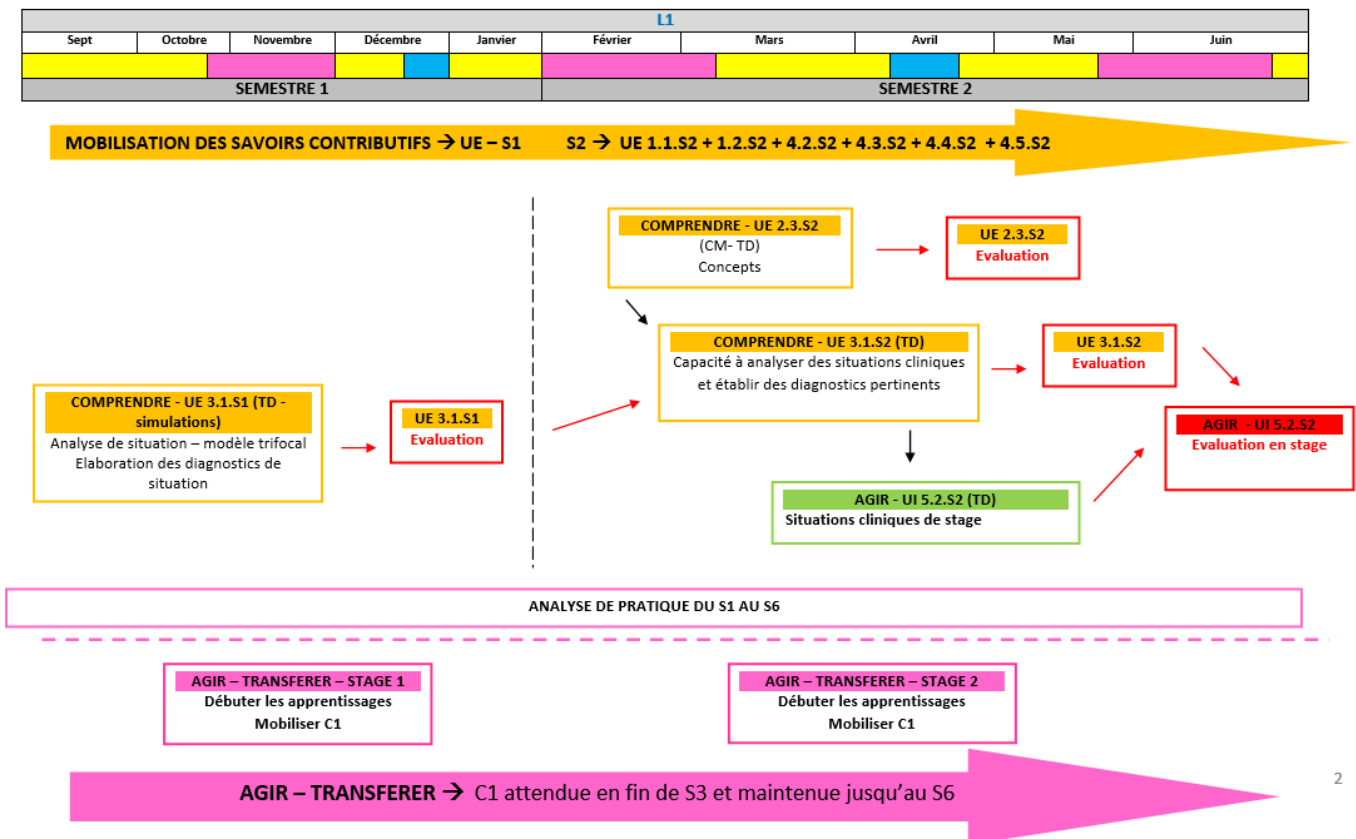 L1
Sept Octobre Novembre Décembre Janvier Février Mars Avril Mai Juin
SEMESTRE 1 SEMESTRE 2
MOBILISATION DES SAVOIRS CONTRIBUTIFS → UE – S1 S2 → UE 1.1.S2 + 1.2.S2 + 4.2.S2 + 4.3.S2 + 4.4.S2 + 4.5.S2
COMPRENDRE - UE 2.3.S2
(CM- TD)
Concepts
UE 2.3.S2
Evaluation
COMPRENDRE - UE 3.1.S2 (TD)
Capacité à analyser des situations cliniques
et établir des diagnostics pertinents
UE 3.1.S2
Evaluation
COMPRENDRE - UE 3.1.S1 (TD -
simulations)
Analyse de situation – modèle trifocal
Elaboration des diagnostics de
situation
UE 3.1.S1
Evaluation
AGIR - UI 5.2.S2
Evaluation en stage
AGIR - UI 5.2.S2 (TD)
Situations cliniques de stage
ANALYSE DE PRATIQUE DU S1 AU S6
AGIR – TRANSFERER – STAGE 1
Débuter les apprentissages
Mobiliser C1
AGIR – TRANSFERER – STAGE 2
Débuter les apprentissages
Mobiliser C1
AGIR – TRANSFERER → C1 attendue en fin de S3 et maintenue jusqu'au S6
2